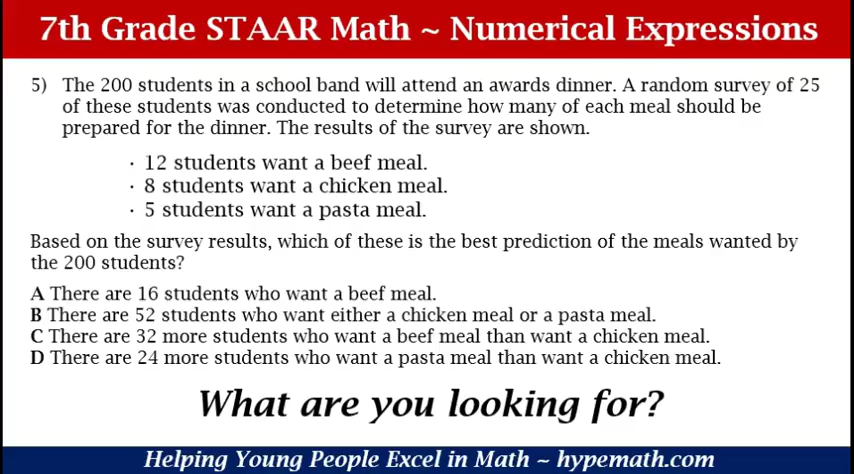 7th Grade STAAR Math ~ Numerical Expressions
5) The 200 students in a school band will attend an awards dinner. A random survey of 25
of these students was conducted to determine how many of each meal should be
prepared for the dinner. The results of the survey are shown.
· 12 students want a beef meal.
· 8 students want a chicken meal.
· 5 students want a pasta meal.
Based on the survey results, which of these is the best prediction of the meals wanted by
the 200 students?
A There are 16 students who want a beef meal.
B There are 52 students who want either a chicken meal or a pasta meal.
C There are 32 more students who want a beef meal than want a chicken meal.
D There are 24 more students who want a pasta meal than want a chicken meal.
What are you looking for?
Helping Young People Excel in Math ~ hypemath.com